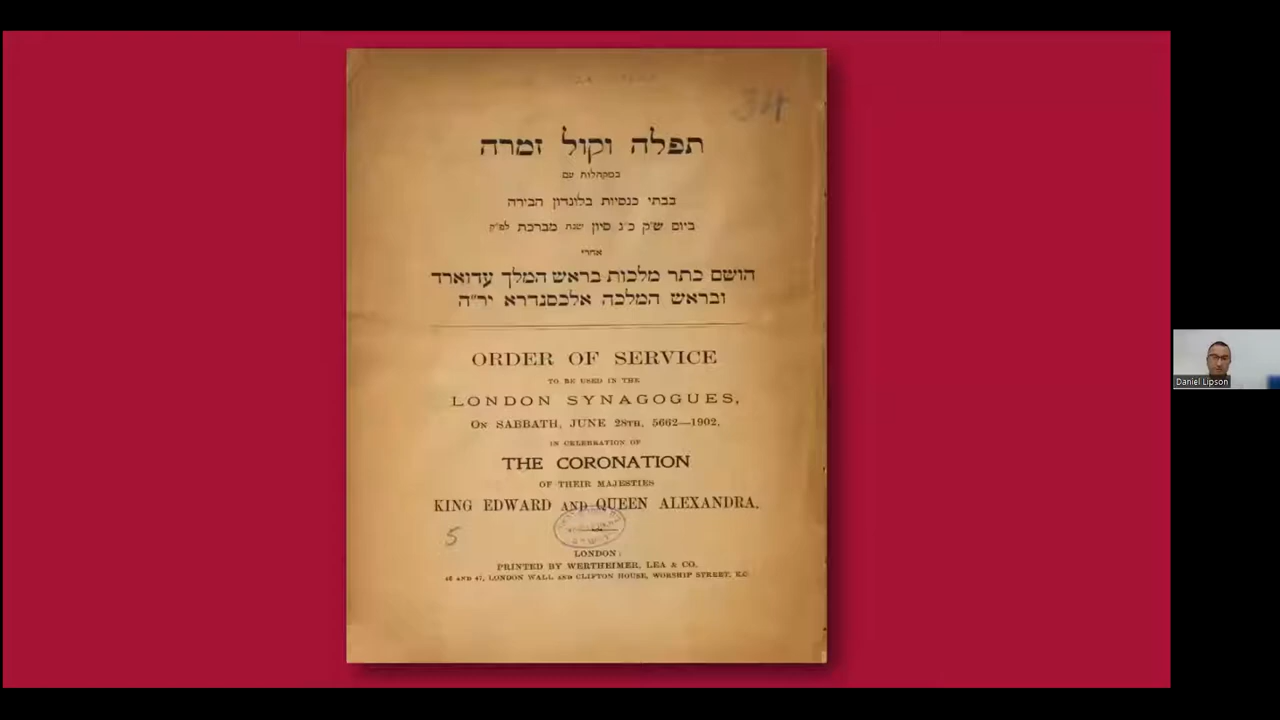 34
תפלה וקול זמרה
במקהלות עם
בבתי כנסיות בלונדון הבירה
ביום ש״ק כ״ג סיון שנת מברכת לפ״ק
אחרי
הושם כתר מלכות בראש המלך עדוארד
ובראש המלכה אלכסנדרא יר״ה
ORDER OF SERVICE
TO BE USED IN THE
LONDON SYNAGOGUES,
ON SABBATH, JUNE 28TH, 5662—1902,
IN CELEBRATION OF
THE CORONATION
OF THEIR MAJESTIES
KING EDWARD AND QUEEN ALEXANDRA.
5
LONDON:
PRINTED BY WERTHEIMER, LEA & CO.
46 AND 47, LONDON WALL AND CLIFTON HOUSE, WORSHIP STREET, E.C.
Daniel Lipson